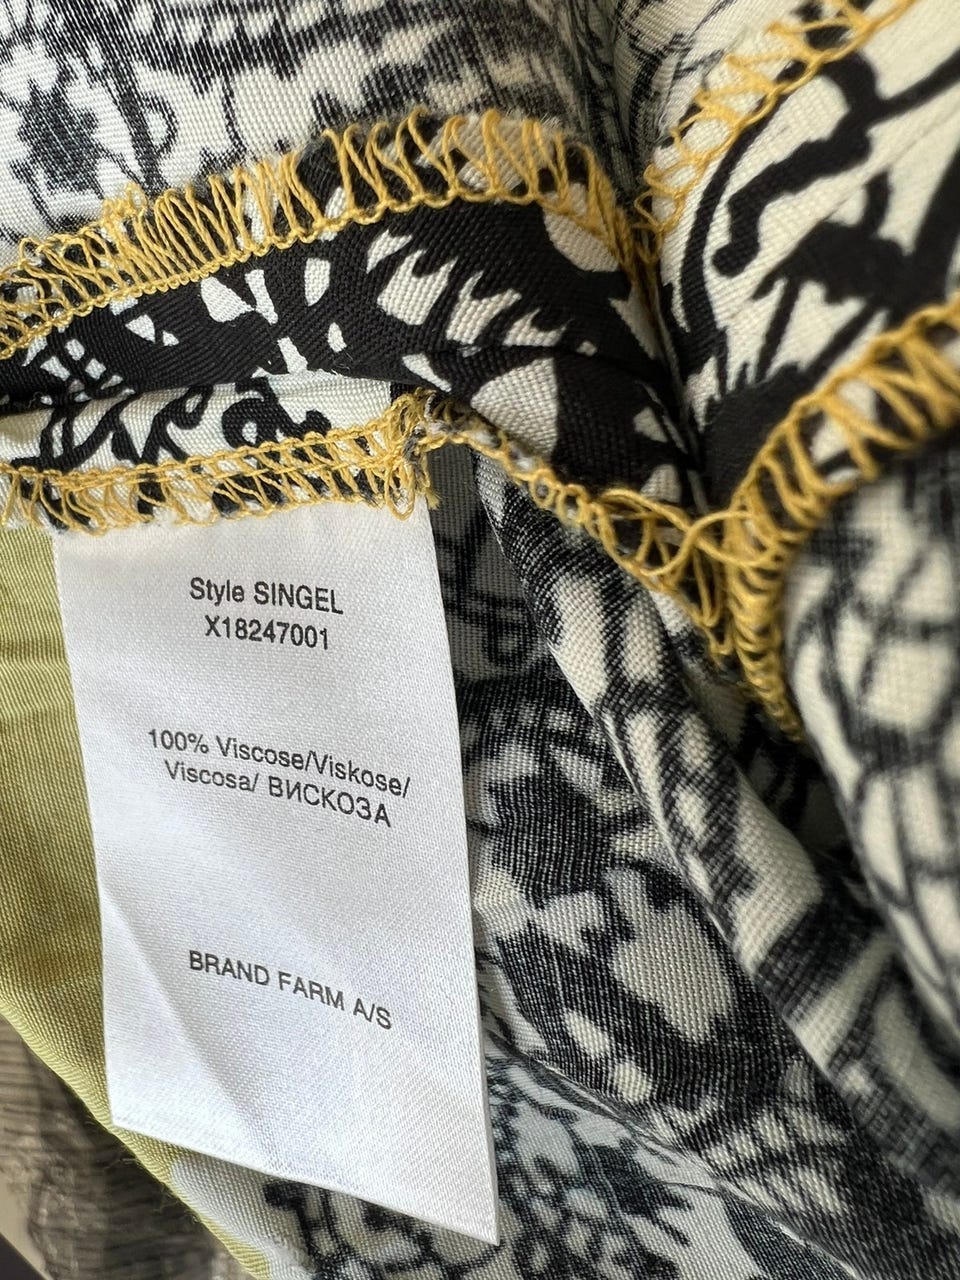 Style SINGEL
X18247001
100% Viscose/Viskose/
Viscosa/ ВИСКОЗА
BRAND FARM A/S